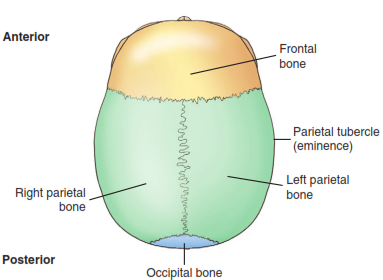 Anterior
Frontal
bone
Parietal tubercle
(eminence)
Left parietal
bone
Right parietal
bone
Posterior
Occipital bone